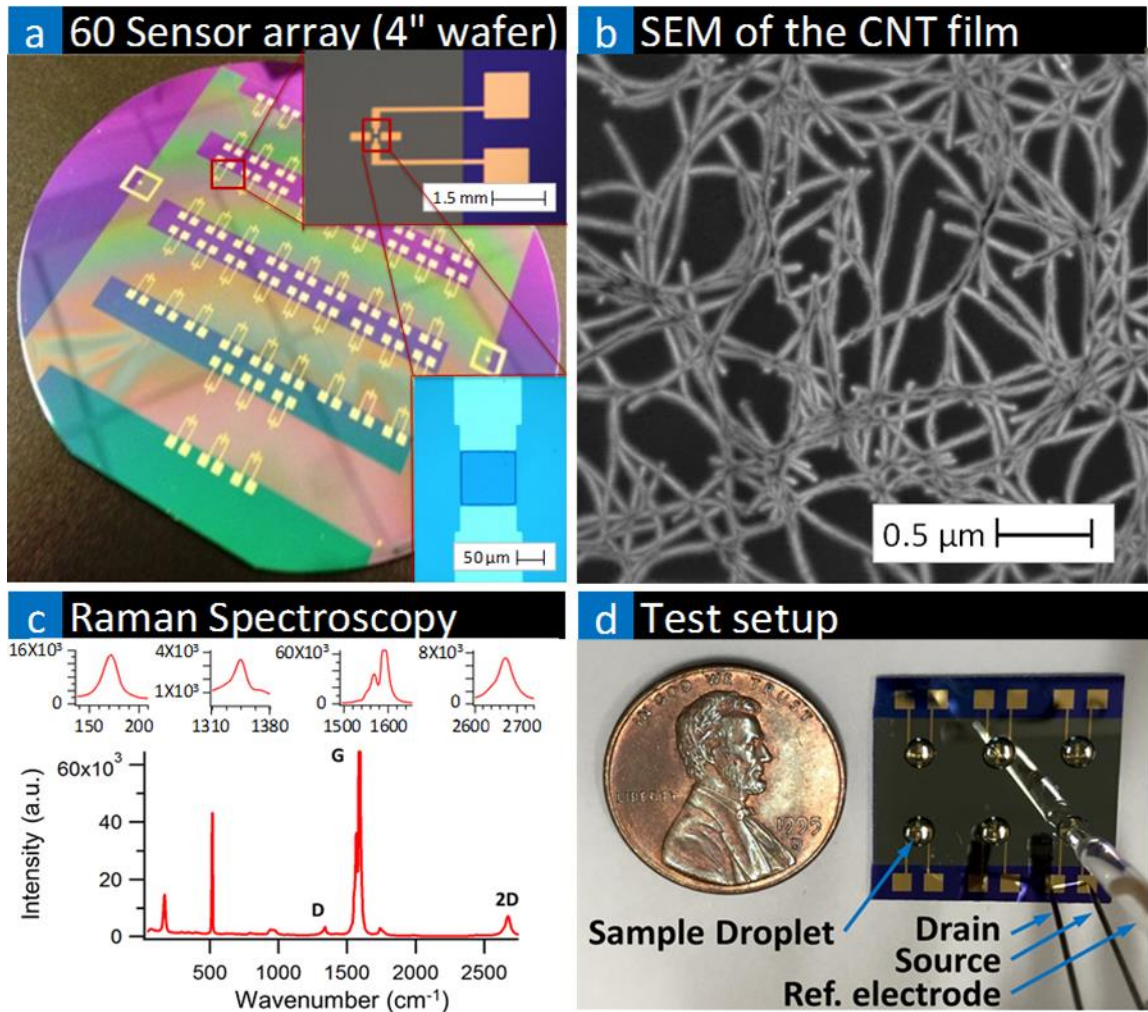 a 60 Sensor array (4" wafer)
1.5 mm
50 µm
b SEM of the CNT film
0.5 µm
c Raman Spectroscopy
16X10³
0
150 200
4X10³
1X10³
1310 1380
60X10³
0
1500 1600
8X10³
0
2600 2700
Intensity (a.u.)
60x10³
40
20
0
G
D
2D
500 1000 1500 2000 2500
Wavenumber (cm⁻¹)
d Test setup
IN GOD WE TRUST
LIBERTY
1995
D
Sample Droplet
Drain
Source
Ref. electrode